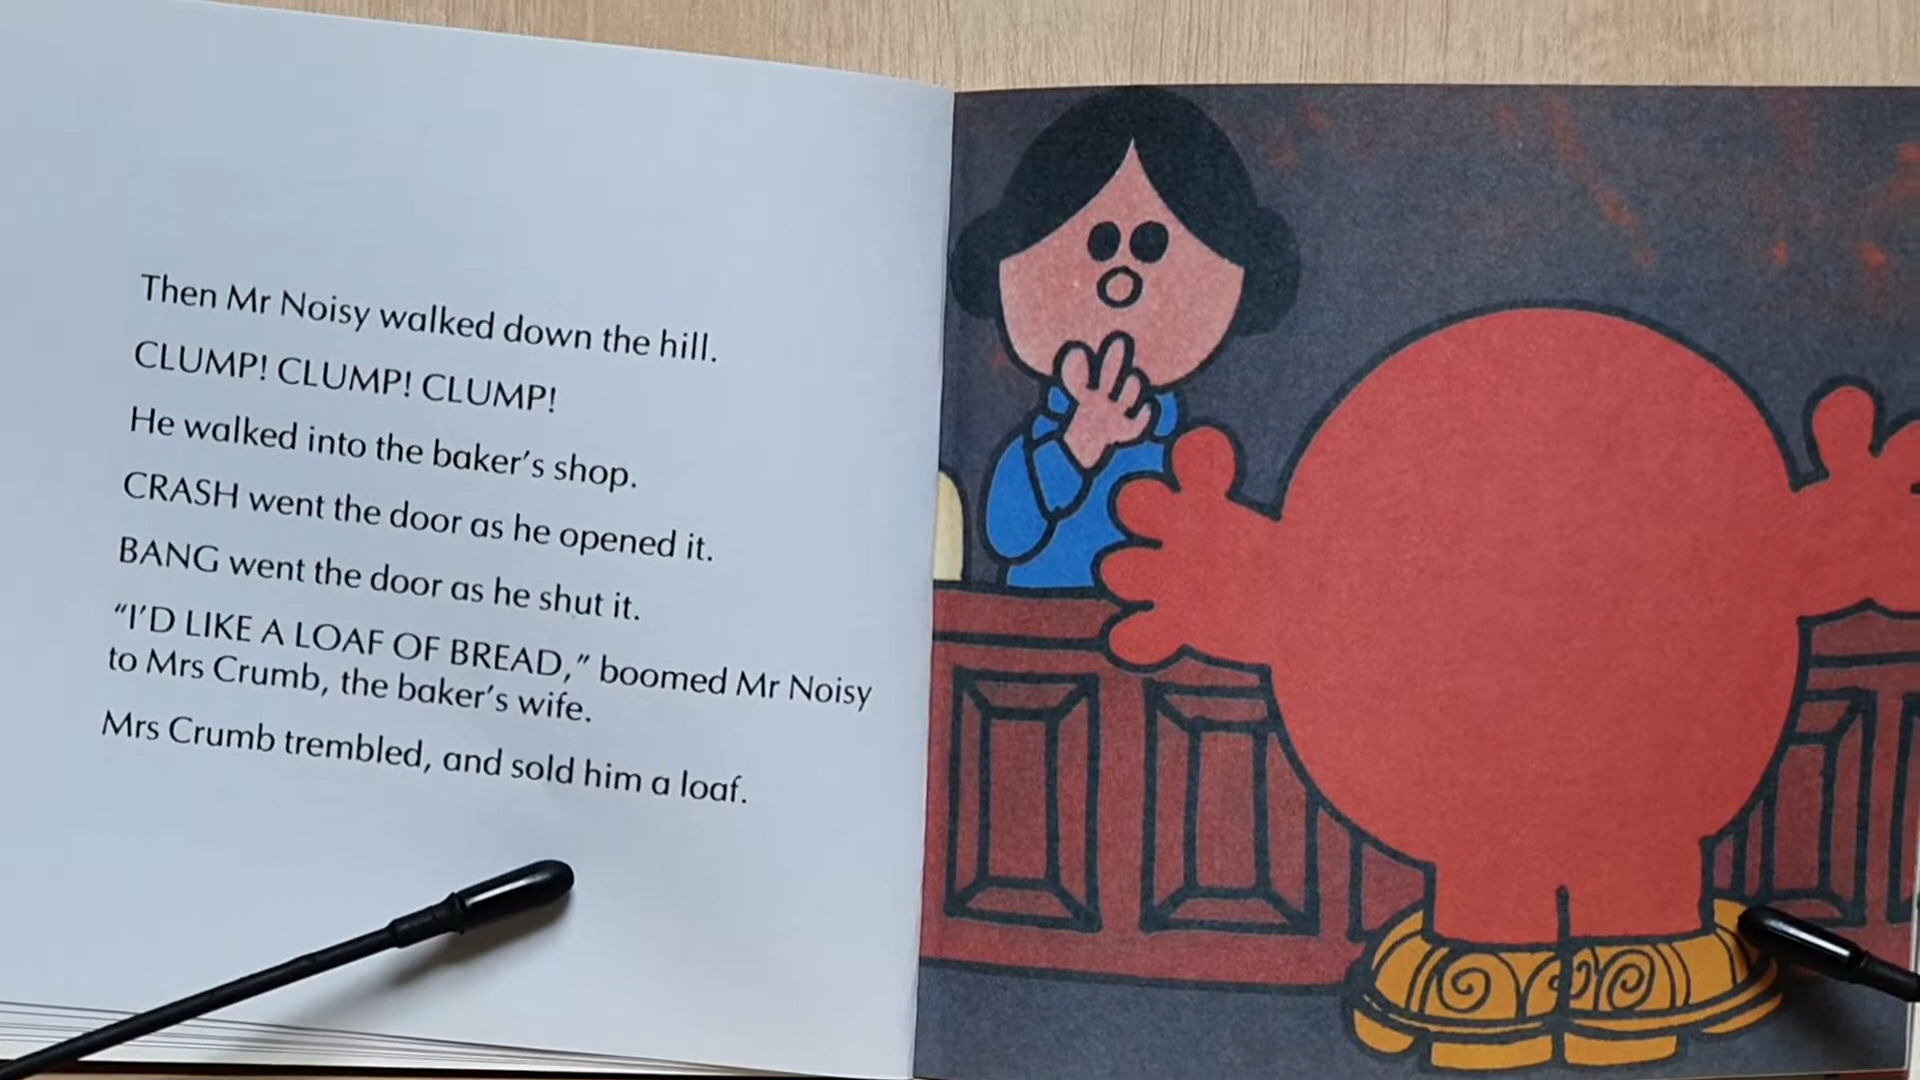 Then Mr Noisy walked down the hill.
CLUMP! CLUMP! CLUMP!
He walked into the baker’s shop.
CRASH went the door as he opened it.
BANG went the door as he shut it.
“I’D LIKE A LOAF OF BREAD,” boomed Mr Noisy
to Mrs Crumb, the baker’s wife.
Mrs Crumb trembled, and sold him a loaf.